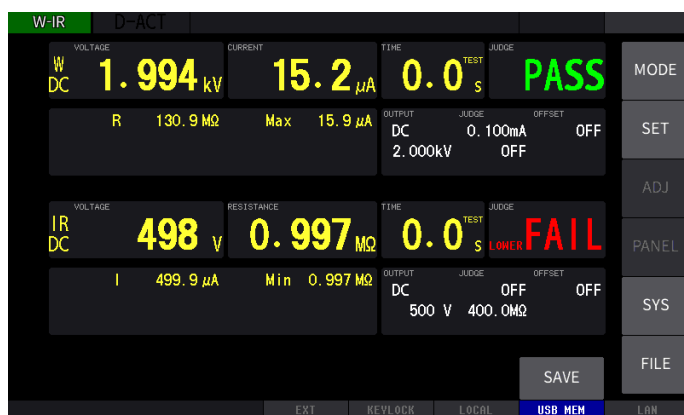 W-IR D-ACT
VOLTAGE CURRENT TIME JUDGE
W DC 1.994 kV 15.2 µA 0.0 TEST s PASS
R 130.9 MΩ Max 15.9 µA
OUTPUT JUDGE OFFSET
DC 0.100mA OFF
2.000kV OFF
VOLTAGE RESISTANCE TIME JUDGE
IR DC 498 V 0.997 MΩ 0.0 TEST s LOWER FAIL
I 499.9 µA Min 0.997 MΩ
OUTPUT JUDGE OFFSET
DC OFF OFF
500 V 400.0MΩ
MODE
SET
ADJ
PANEL
SYS
FILE
SAVE
EXT KEYLOCK LOCAL USB MEM LAN